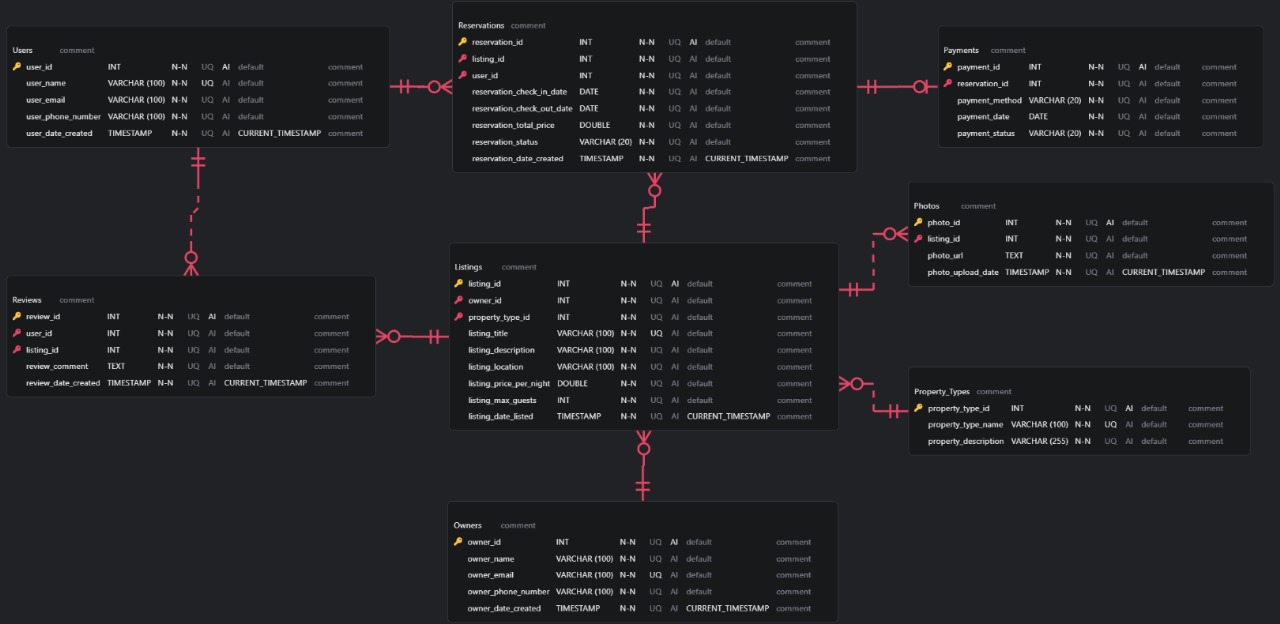 Users comment
user_id INT N-N UQ AI default comment
user_name VARCHAR (100) N-N UQ AI default comment
user_email VARCHAR (100) N-N UQ AI default comment
user_phone_number VARCHAR (100) N-N UQ AI default comment
user_date_created TIMESTAMP N-N UQ AI CURRENT_TIMESTAMP comment
Reservations comment
reservation_id INT N-N UQ AI default comment
listing_id INT N-N UQ AI default comment
user_id INT N-N UQ AI default comment
reservation_check_in_date DATE N-N UQ AI default comment
reservation_check_out_date DATE N-N UQ AI default comment
reservation_total_price DOUBLE N-N UQ AI default comment
reservation_status VARCHAR (20) N-N UQ AI default comment
reservation_date_created TIMESTAMP N-N UQ AI CURRENT_TIMESTAMP comment
Payments comment
payment_id INT N-N UQ AI default comment
reservation_id INT N-N UQ AI default comment
payment_method VARCHAR (20) N-N UQ AI default comment
payment_date DATE N-N UQ AI default comment
payment_status VARCHAR (20) N-N UQ AI default comment
Photos comment
photo_id INT N-N UQ AI default comment
listing_id INT N-N UQ AI default comment
photo_url TEXT N-N UQ AI default comment
photo_upload_date TIMESTAMP N-N UQ AI CURRENT_TIMESTAMP comment
Reviews comment
review_id INT N-N UQ AI default comment
user_id INT N-N UQ AI default comment
listing_id INT N-N UQ AI default comment
review_comment TEXT N-N UQ AI default comment
review_date_created TIMESTAMP N-N UQ AI CURRENT_TIMESTAMP comment
Listings comment
listing_id INT N-N UQ AI default comment
owner_id INT N-N UQ AI default comment
property_type_id INT N-N UQ AI default comment
listing_title VARCHAR (100) N-N UQ AI default comment
listing_description VARCHAR (100) N-N UQ AI default comment
listing_location VARCHAR (100) N-N UQ AI default comment
listing_price_per_night DOUBLE N-N UQ AI default comment
listing_max_guests INT N-N UQ AI default comment
listing_date_listed TIMESTAMP N-N UQ AI CURRENT_TIMESTAMP comment
Property_Types comment
property_type_id INT N-N UQ AI default comment
property_type_name VARCHAR (100) N-N UQ AI default comment
property_description VARCHAR (255) N-N UQ AI default comment
Owners comment
owner_id INT N-N UQ AI default comment
owner_name VARCHAR (100) N-N UQ AI default comment
owner_email VARCHAR (100) N-N UQ AI default comment
owner_phone_number VARCHAR (100) N-N UQ AI default comment
owner_date_created TIMESTAMP N-N UQ AI CURRENT_TIMESTAMP comment